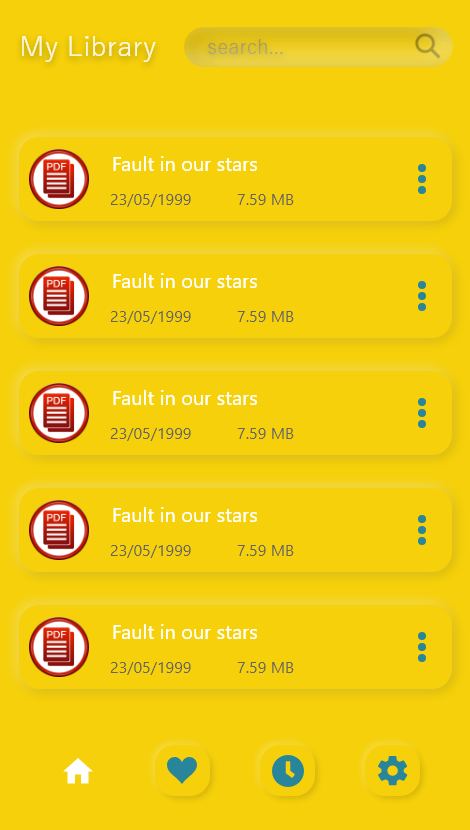 My Library
search...
PDF
Fault in our stars
23/05/1999 7.59 MB
PDF
Fault in our stars
23/05/1999 7.59 MB
PDF
Fault in our stars
23/05/1999 7.59 MB
PDF
Fault in our stars
23/05/1999 7.59 MB
PDF
Fault in our stars
23/05/1999 7.59 MB